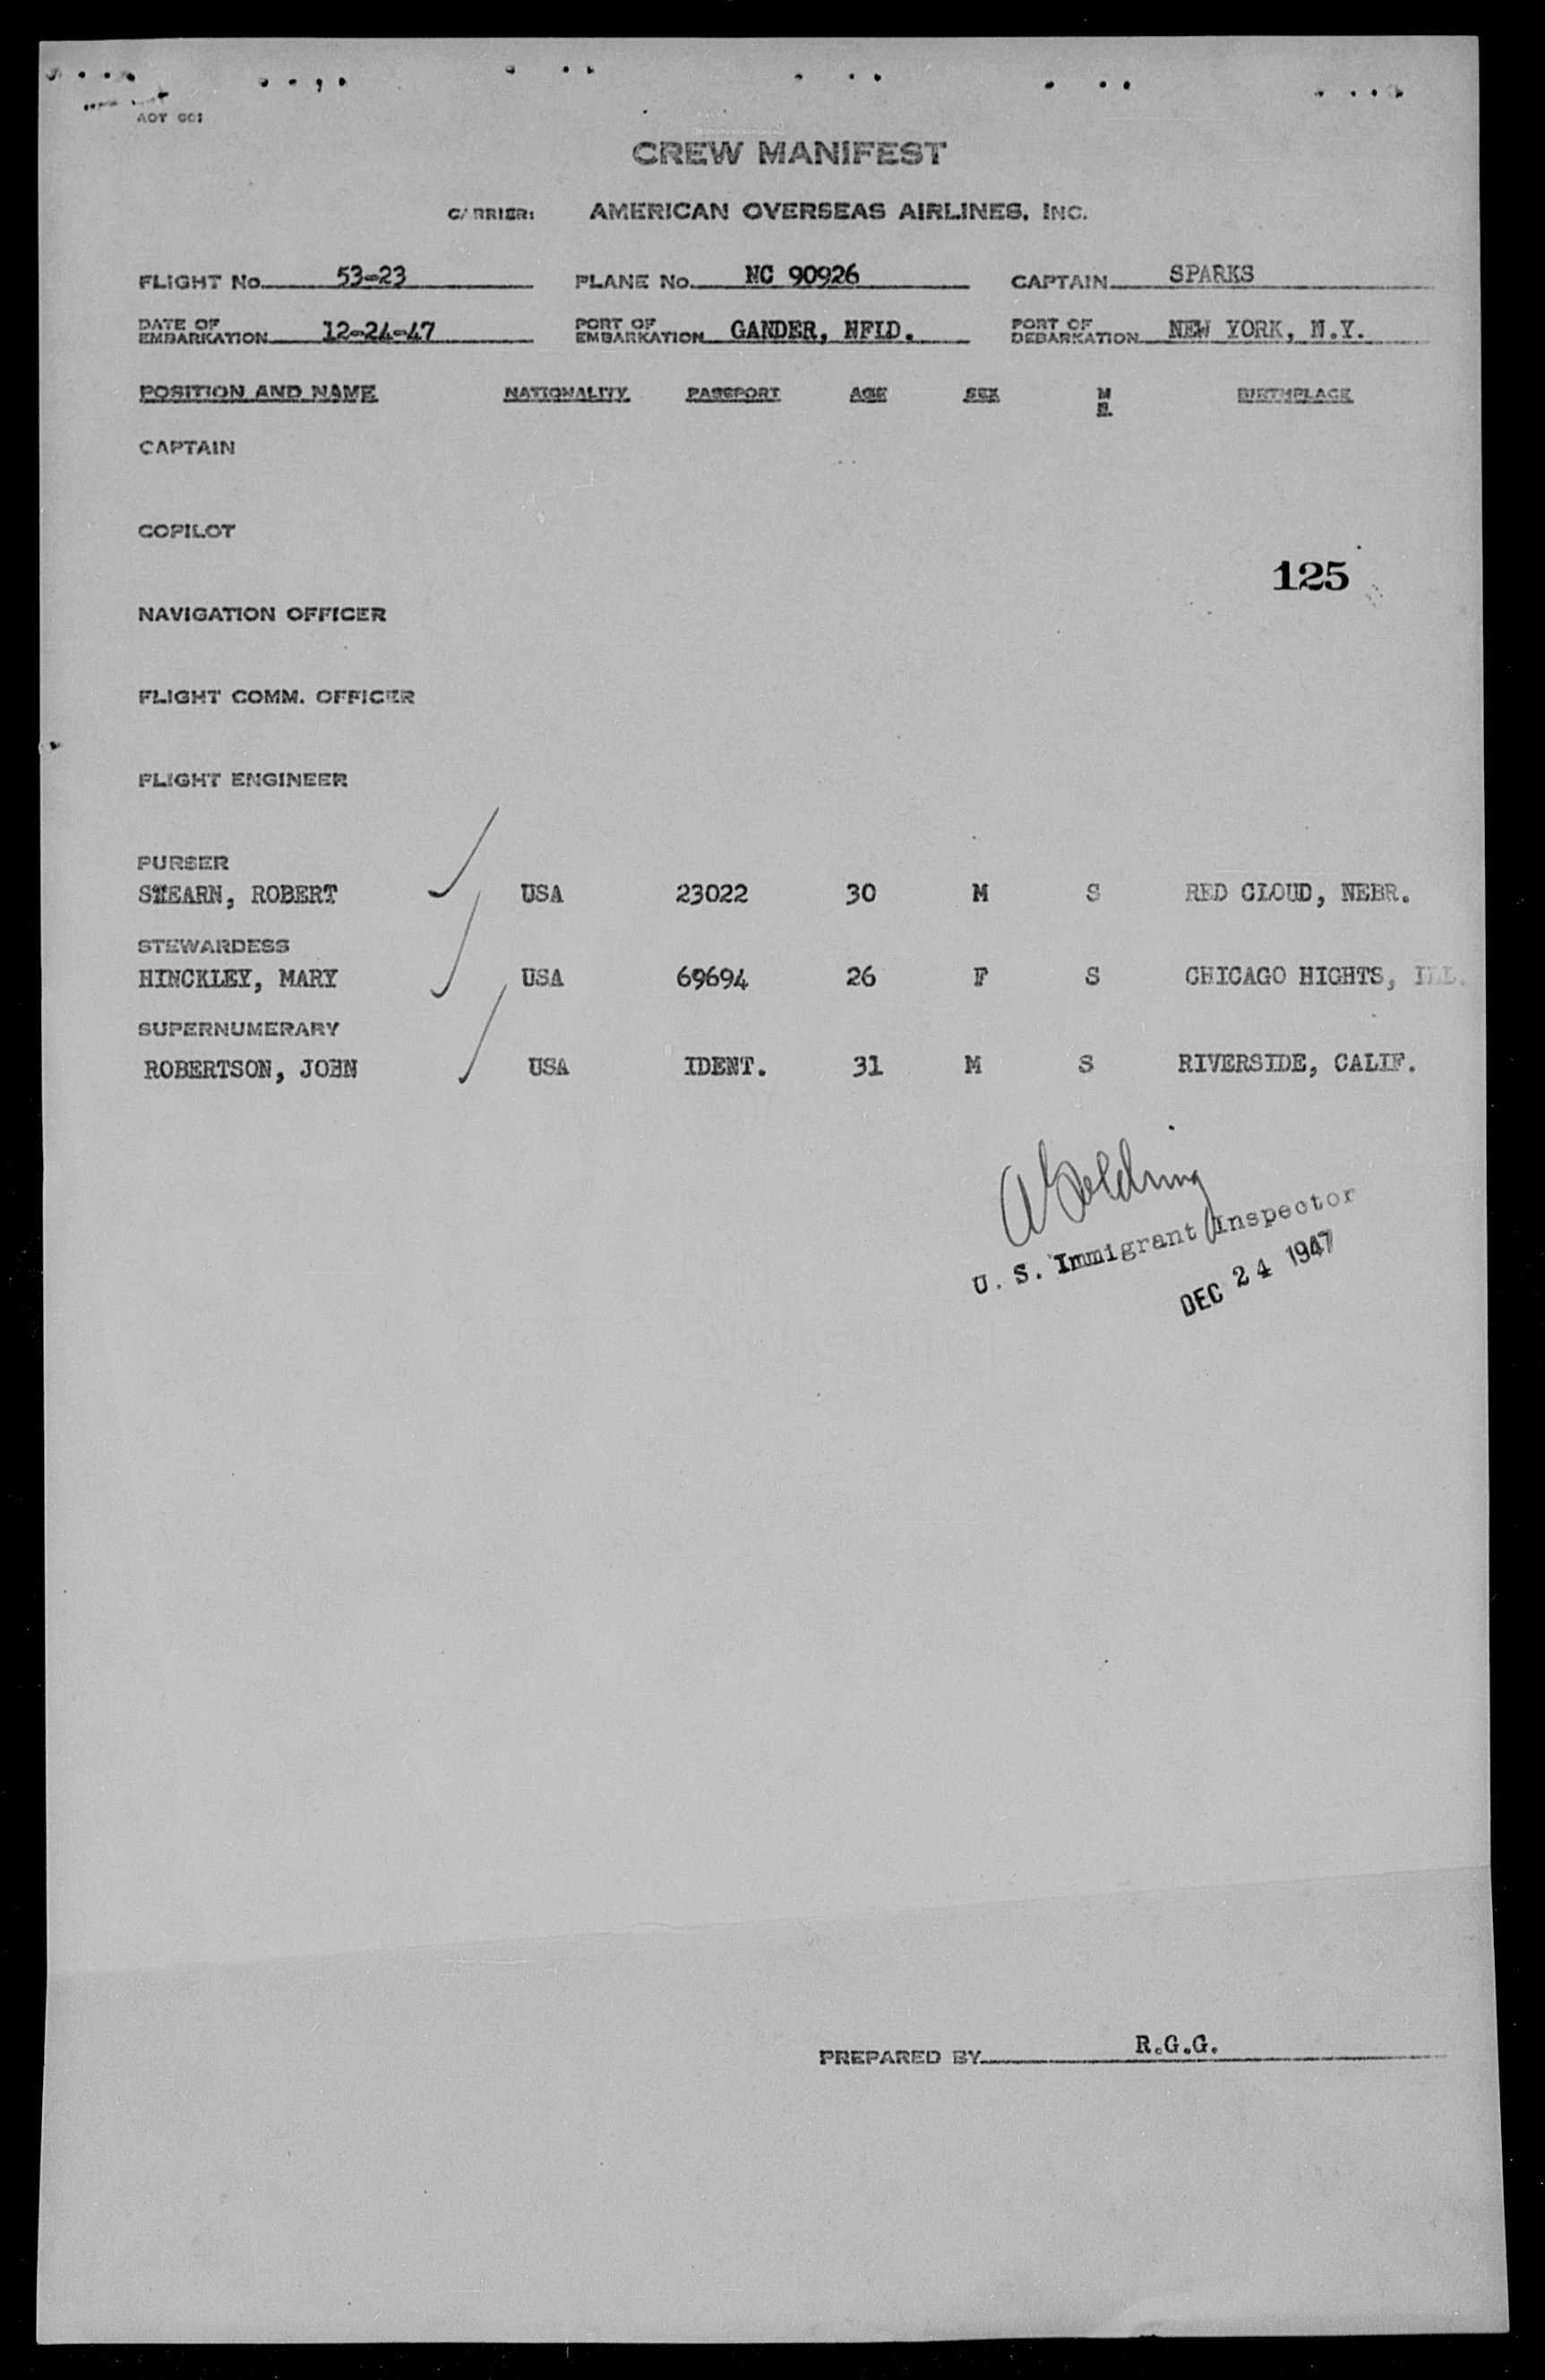 CREW MANIFEST
CARRIER: AMERICAN OVERSEAS AIRLINES, INC.
FLIGHT No. 53-23 PLANE No. NC 90926 CAPTAIN SPARKS
DATE OF EMBARKATION 12-24-47 PORT OF EMBARKATION GANDER, NFLD. PORT OF DEBARKATION NEW YORK, N.Y.
POSITION AND NAME NATIONALITY PASSPORT AGE SEX M S. BIRTHPLACE
CAPTAIN
COPILOT
125
NAVIGATION OFFICER
FLIGHT COMM. OFFICER
FLIGHT ENGINEER
PURSER
ROBERT USA 23022 30 M S RED CLOUD, NEBR.
STEWARDESS
HINCKLEY, MARY USA 69694 26 F S CHICAGO HIGHTS, ILL.
SUPERNUMERARY
ROBERTSON, JOHN USA IDENT. 31 M S RIVERSIDE, CALIF.
A Goldring
U. S. Immigrant Inspector
DEC 24 1947
PREPARED BY R.G.G.